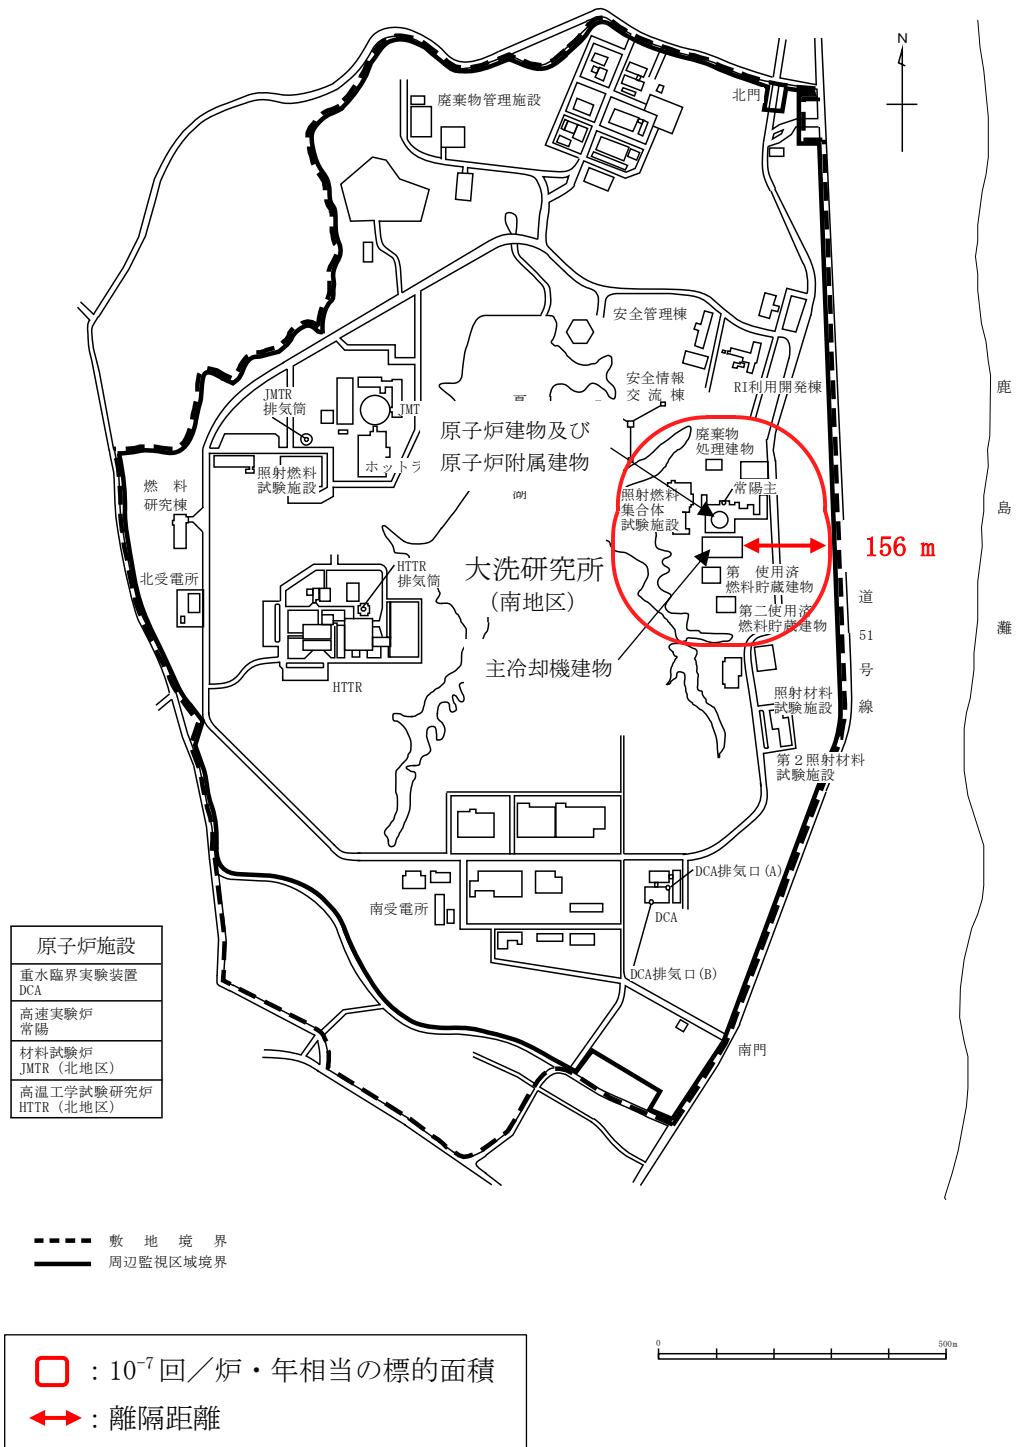 N
北門
廃棄物管理施設
安全管理棟
RI利用開発棟
安全情報
交流棟
鹿
島
灘
JMTR
排気筒
JMT
夏
湖
原子炉建物及び
原子炉附属建物
廃棄物
処理建物
常陽主
ホットラ
照射燃料
試験施設
照射燃料
集合体
試験施設
燃料
研究棟
156 m
大洗研究所
(南地区)
北受電所
HTTR
排気筒
第 使用済
燃料貯蔵建物
第二使用済
燃料貯蔵建物
道
51
号
線
主冷却機建物
HTTR
照射材料
試験施設
第２照射材料
試験施設
DCA排気口(A)
南受電所
DCA
DCA排気口(B)
南門
原子炉施設
重水臨界実験装置
DCA
高速実験炉
常陽
材料試験炉
JMTR (北地区)
高温工学試験研究炉
HTTR (北地区)
敷地境界
周辺監視区域境界
0 500m
：10⁻⁷回／炉・年相当の標的面積
：離隔距離